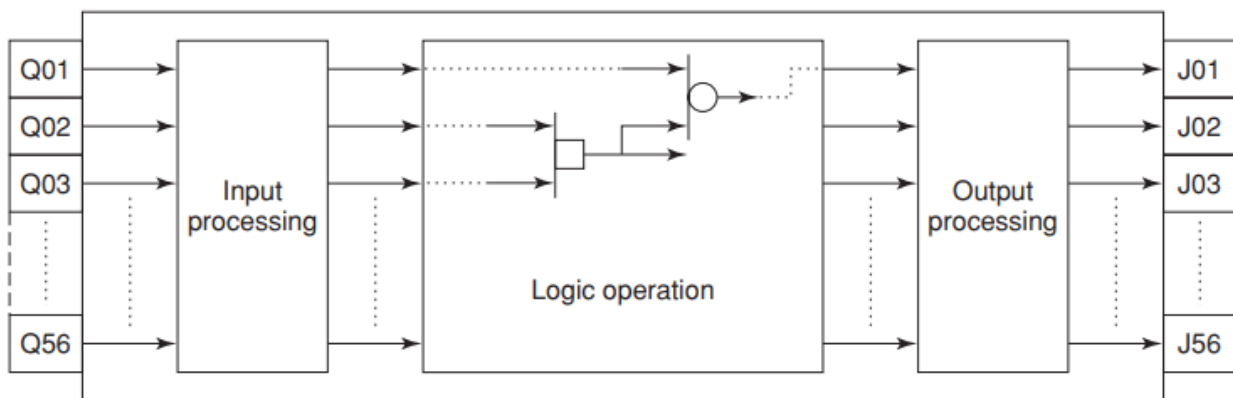 Q01
Q02
Q03
Q56
Input
processing
Logic operation
Output
processing
J01
J02
J03
J56